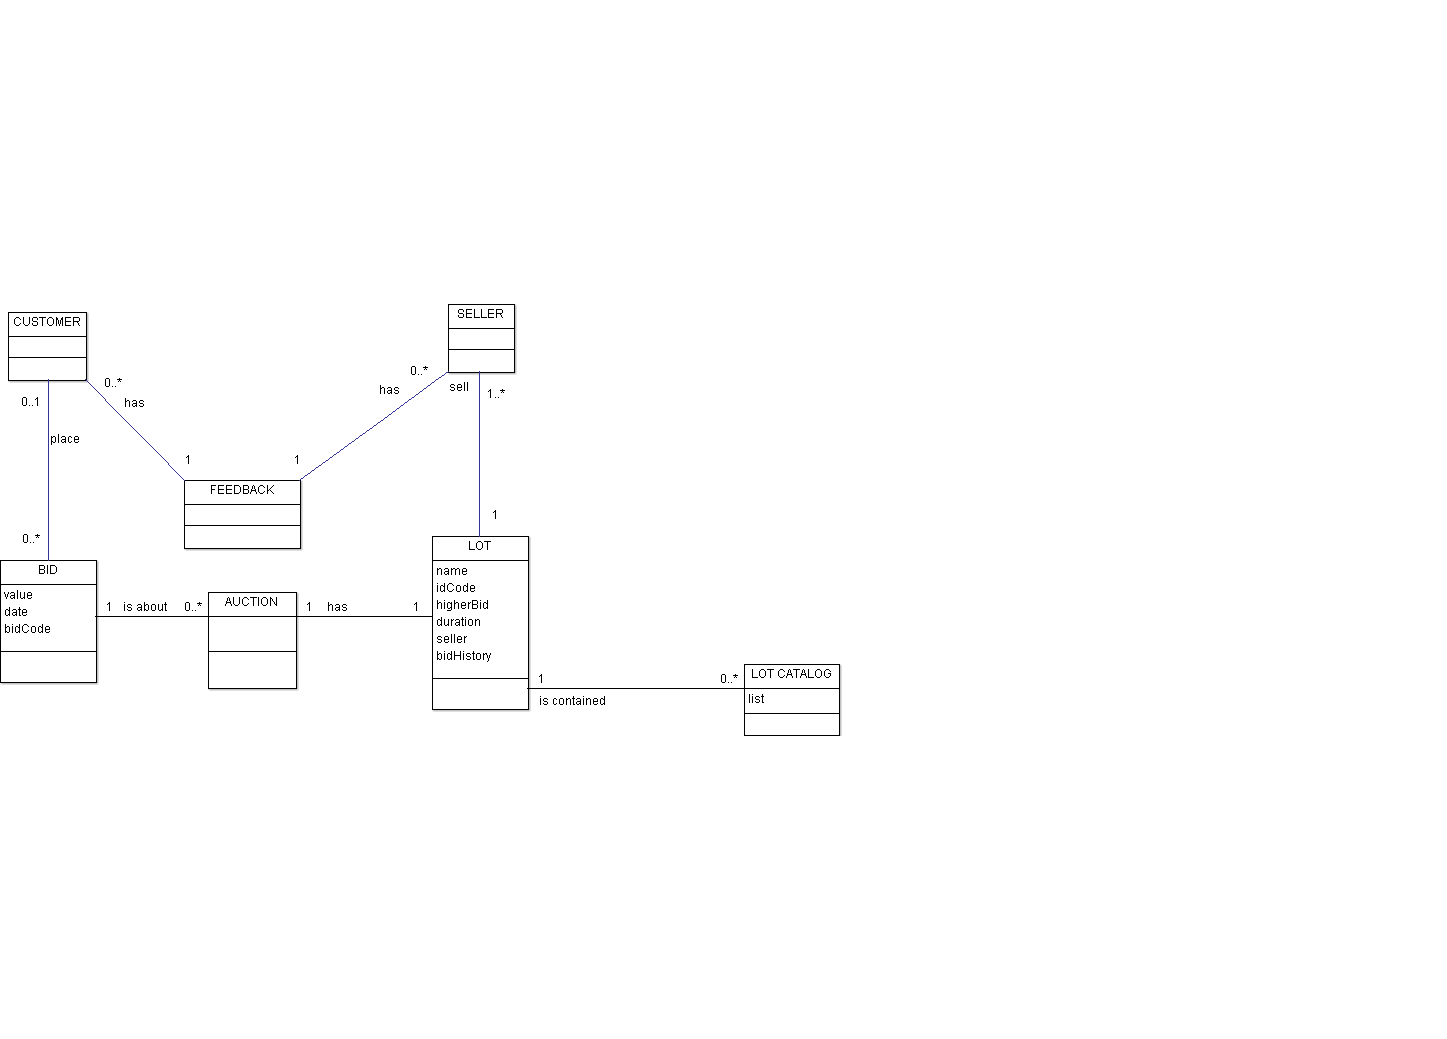 SELLER
CUSTOMER
0..*
0..*
has
sell
1..*
0..1
has
place
1
1
FEEDBACK
1
0..*
LOT
BID
name
idCode
higherBid
duration
seller
bidHistory
value
date
bidCode
1 is about 0..*
AUCTION
1 has 1
1
is contained
0..*
LOT CATALOG
list